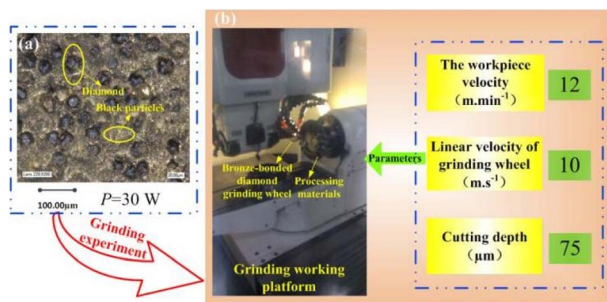 (a)
Diamond
Black particles
100.00μm
P=30 W
Grinding
experiment
(b)
Bronze-bonded
diamond
grinding wheel
Processing
materials
Grinding working
platform
Parameters
The workpiece
velocity
(m.min⁻¹)
12
Linear velocity of
grinding wheel
(m.s⁻¹)
10
Cutting depth
(μm)
75